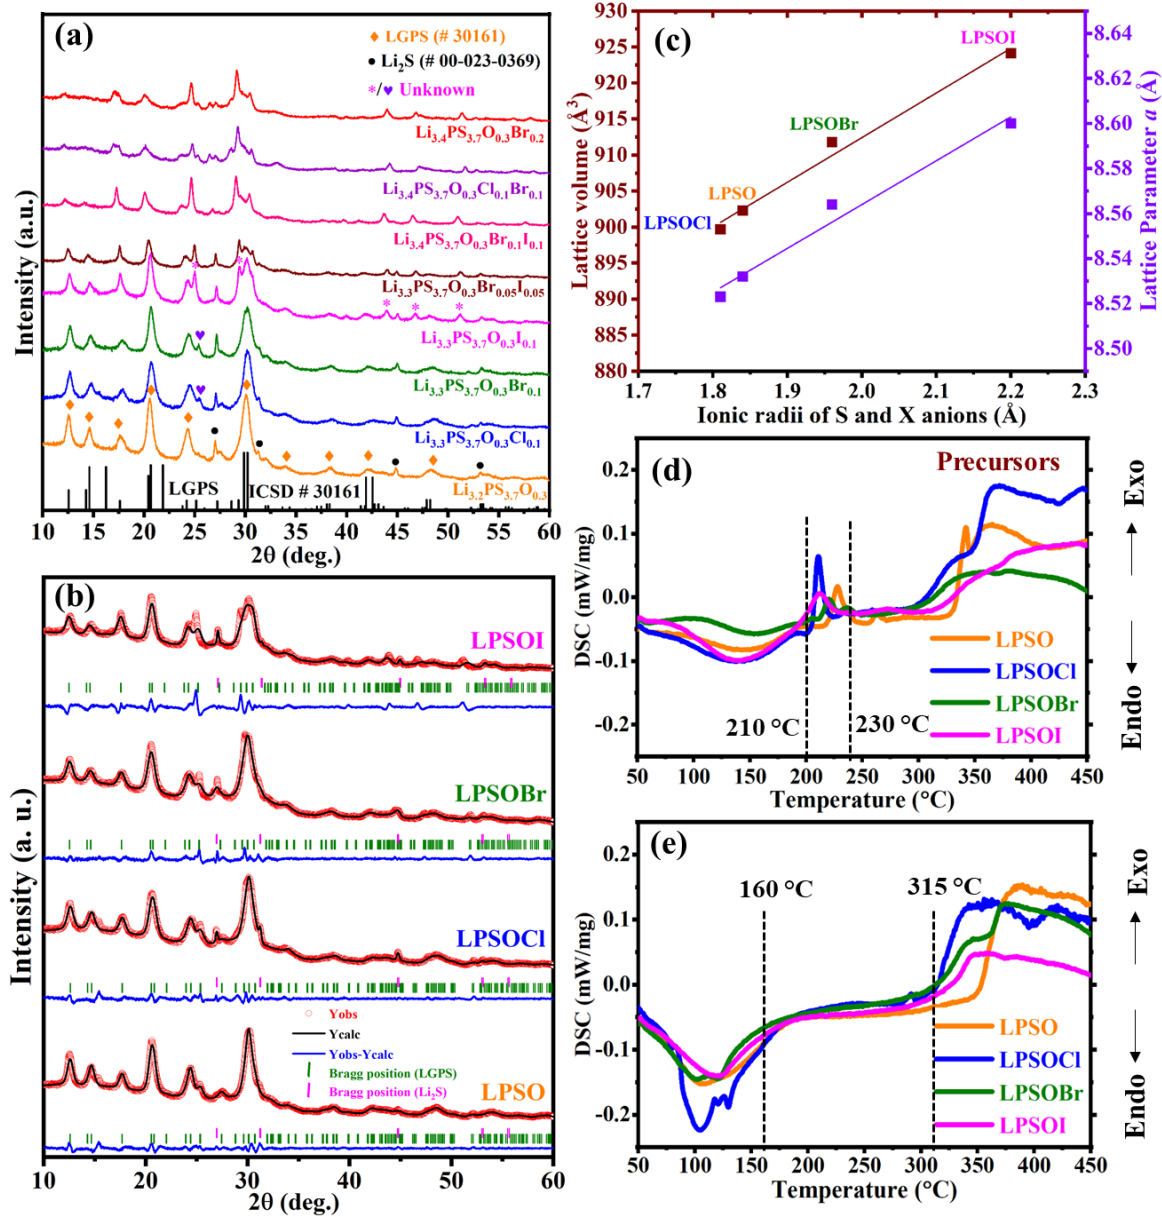 (a)
LGPS (# 30161)
Li₂S (# 00-023-0369)
*/♥ Unknown
Li₃.₄PS₃.₇O₀.₃Br₀.₂
Li₃.₄PS₃.₇O₀.₃Cl₀.₁Br₀.₁
Li₃.₄PS₃.₇O₀.₃Br₀.₁I₀.₁
Li₃.₃PS₃.₇O₀.₃Br₀.₀₅I₀.₀₅
Li₃.₃PS₃.₇O₀.₃I₀.₁
Li₃.₃PS₃.₇O₀.₃Br₀.₁
Li₃.₃PS₃.₇O₀.₃Cl₀.₁
Li₃.₂PS₃.₇O₀.₃
LGPS
ICSD # 30161
Intensity (a.u.)
10 15 20 25 30 35 40 45 50 55 60
2θ (deg.)
(b)
LPSOI
LPSOBr
LPSOCl
Yobs
Ycalc
Yobs-Ycalc
Bragg position (LGPS)
Bragg position (Li₂S)
LPSO
Intensity (a. u.)
10 20 30 40 50 60
2θ (deg.)
(c)
930
925
920
915
910
905
900
895
890
885
880
Lattice volume (Å³)
LPSOI
LPSOBr
LPSO
LPSOCl
8.64
8.62
8.60
8.58
8.56
8.54
8.52
8.50
Lattice Parameter a (Å)
1.7 1.8 1.9 2.0 2.1 2.2 2.3
Ionic radii of S and X anions (Å)
(d)
Precursors
0.2
0.1
0.0
-0.1
-0.2
DSC (mW/mg)
210 °C
230 °C
LPSO
LPSOCl
LPSOBr
LPSOI
Exo
Endo
50 100 150 200 250 300 350 400 450
Temperature (°C)
(e)
0.2
0.1
0.0
-0.1
-0.2
DSC (mW/mg)
160 °C
315 °C
LPSO
LPSOCl
LPSOBr
LPSOI
Exo
Endo
50 100 150 200 250 300 350 400 450
Temperature (°C)